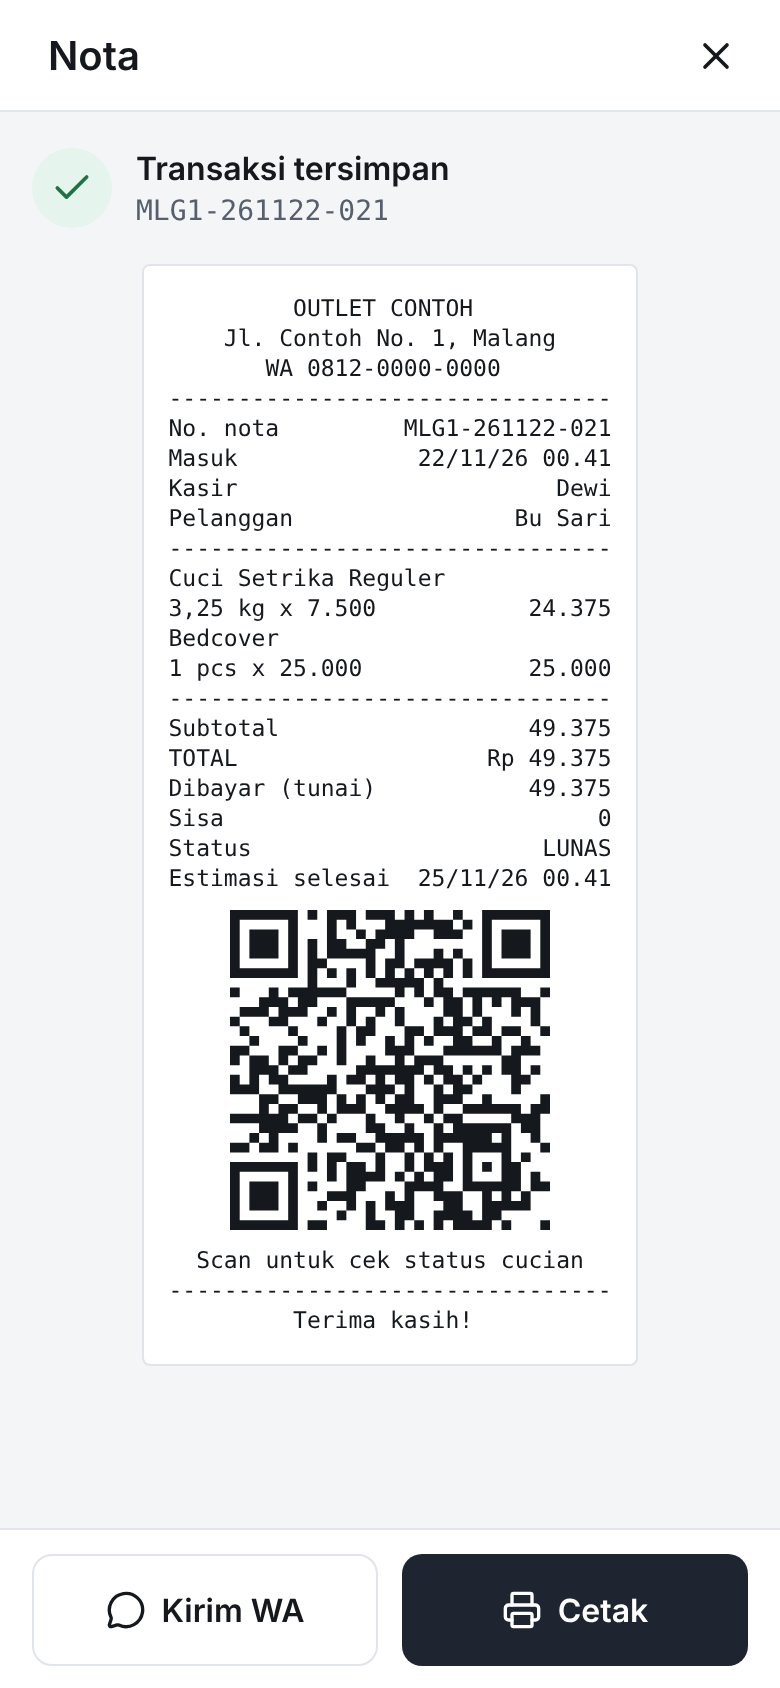 Nota
Transaksi tersimpan
MLG1-261122-021
OUTLET CONTOH
Jl. Contoh No. 1, Malang
WA 0812-0000-0000
--------------------------------
No. nota MLG1-261122-021
Masuk 22/11/26 00.41
Kasir Dewi
Pelanggan Bu Sari
--------------------------------
Cuci Setrika Reguler
3,25 kg x 7.500 24.375
Bedcover
1 pcs x 25.000 25.000
--------------------------------
Subtotal 49.375
TOTAL Rp 49.375
Dibayar (tunai) 49.375
Sisa 0
Status LUNAS
Estimasi selesai 25/11/26 00.41
Scan untuk cek status cucian
--------------------------------
Terima kasih!
Kirim WA
Cetak